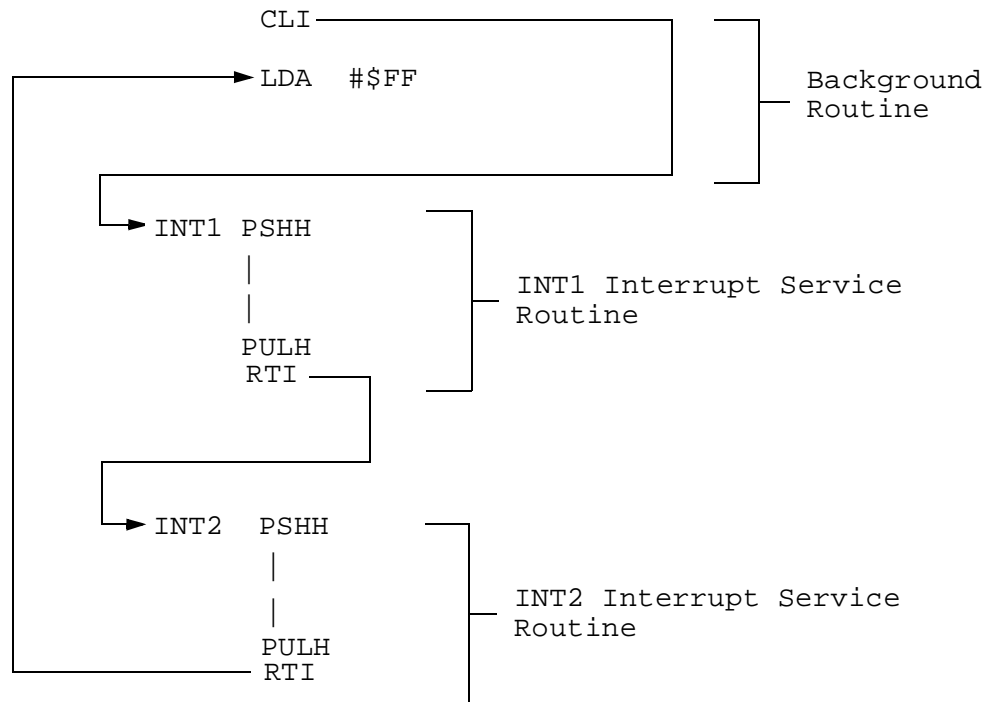 CLI
LDA #$FF
Background
Routine
INT1 PSHH
|
|
PULH
RTI
INT1 Interrupt Service
Routine
INT2 PSHH
|
|
PULH
RTI
INT2 Interrupt Service
Routine